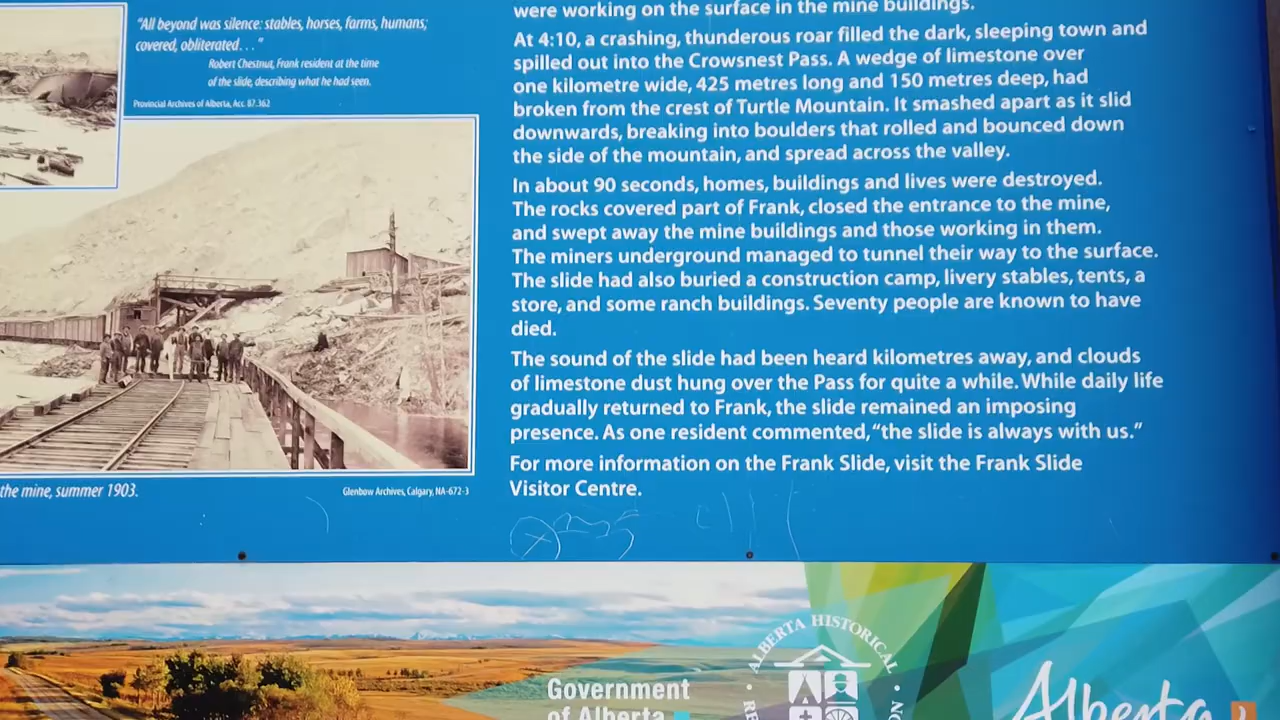 "All beyond was silence: stables, horses, farms, humans;
covered, obliterated..."
Robert Chestnut, Frank resident at the time
of the slide, describing what he had seen.
Provincial Archives of Alberta, Acc. 87.362
the mine, summer 1903.
Glenbow Archives, Calgary, NA-672-3
were working on the surface in the mine buildings.
At 4:10, a crashing, thunderous roar filled the dark, sleeping town and
spilled out into the Crowsnest Pass. A wedge of limestone over
one kilometre wide, 425 metres long and 150 metres deep, had
broken from the crest of Turtle Mountain. It smashed apart as it slid
downwards, breaking into boulders that rolled and bounced down
the side of the mountain, and spread across the valley.
In about 90 seconds, homes, buildings and lives were destroyed.
The rocks covered part of Frank, closed the entrance to the mine,
and swept away the mine buildings and those working in them.
The miners underground managed to tunnel their way to the surface.
The slide had also buried a construction camp, livery stables, tents, a
store, and some ranch buildings. Seventy people are known to have
died.
The sound of the slide had been heard kilometres away, and clouds
of limestone dust hung over the Pass for quite a while. While daily life
gradually returned to Frank, the slide remained an imposing
presence. As one resident commented, "the slide is always with us."
For more information on the Frank Slide, visit the Frank Slide
Visitor Centre.
Government
of Alberta
ALBERTA HISTORICAL
Alberta